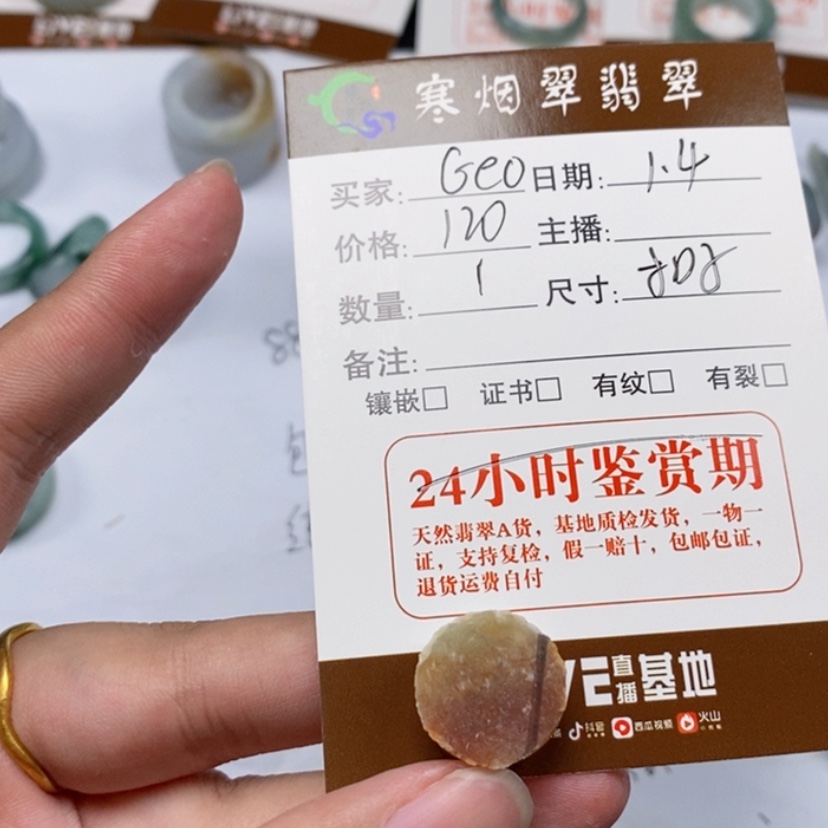 寒烟翠翡翠
买家: Geo 日期: 1.4
价格: 120 主播:
数量: 1 尺寸:
备注:
镶嵌□ 证书□ 有纹□ 有裂□
24小时鉴赏期
天然翡翠A货，基地质检发货，一物一
证，支持复检，假一赔十，包邮包证，
退货运费自付
直播基地
抖音 西瓜视频 火山
88
包